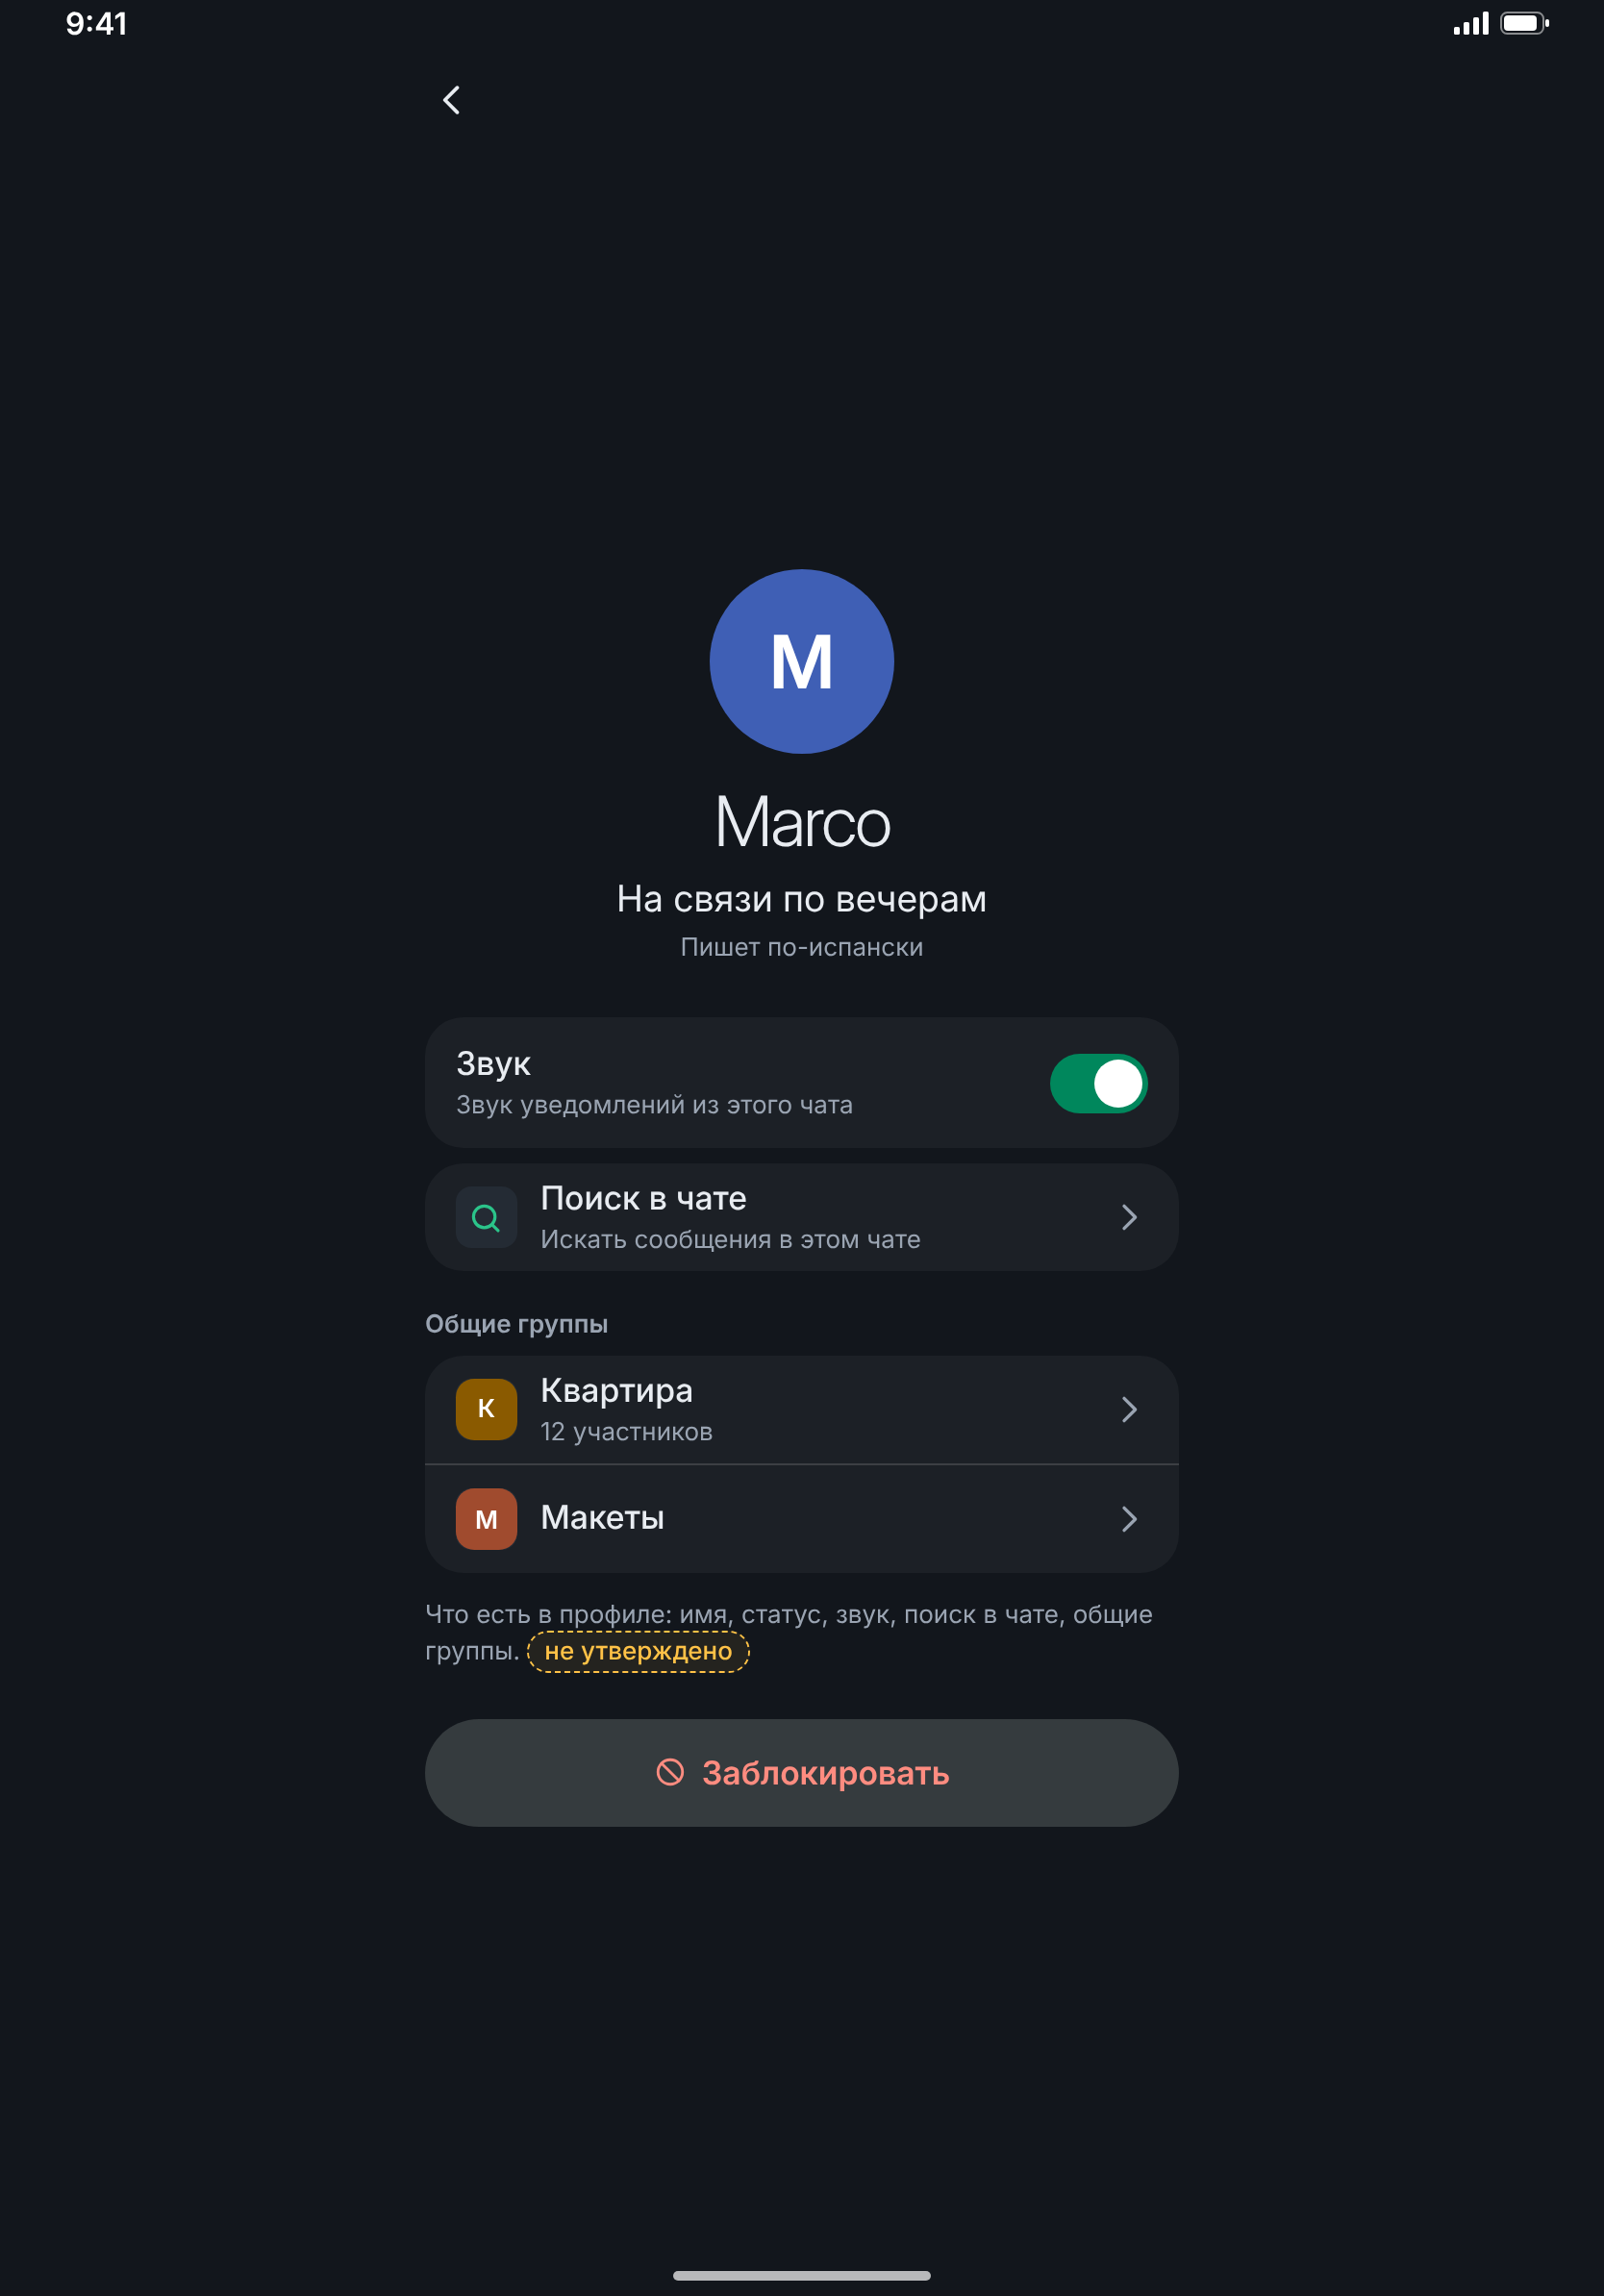 9:41
M
Marco
На связи по вечерам
Пишет по-испански
Звук
Звук уведомлений из этого чата
Поиск в чате
Искать сообщения в этом чате
Общие группы
К
Квартира
12 участников
М
Макеты
Что есть в профиле: имя, статус, звук, поиск в чате, общие
группы. не утверждено
Заблокировать